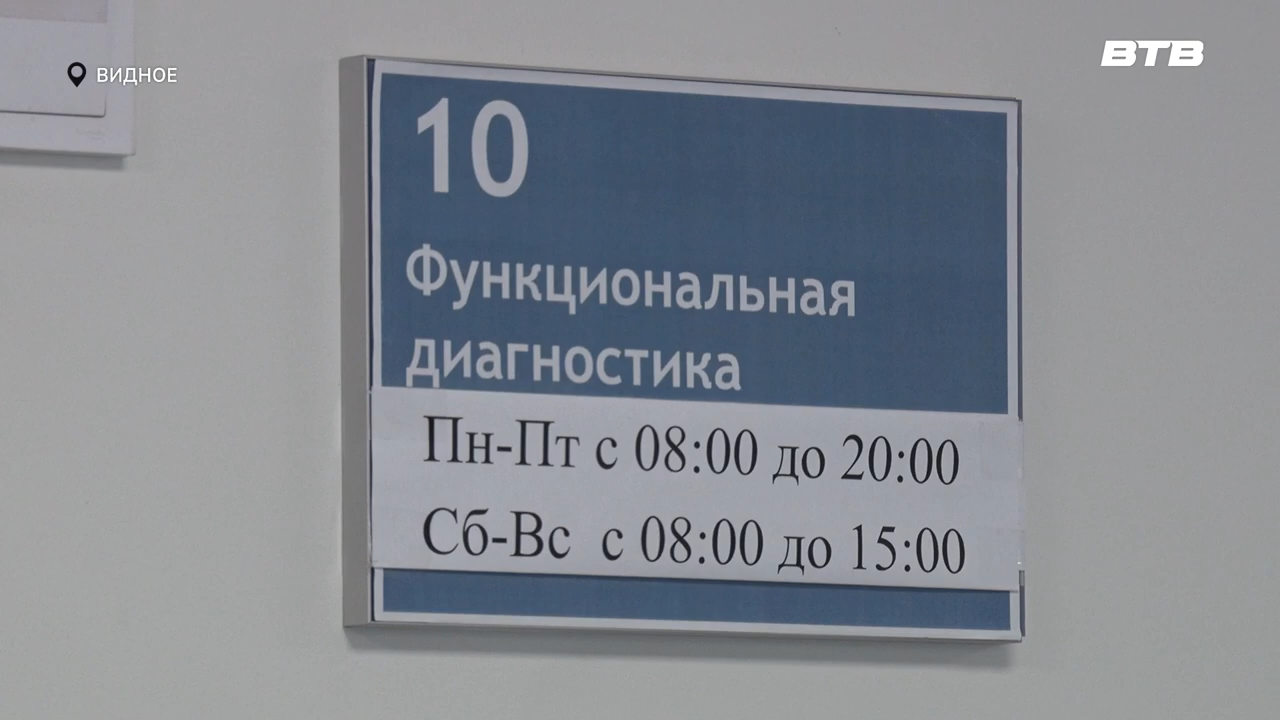 ВИДНОЕ
ВТВ
10
Функциональная
диагностика
Пн-Пт с 08:00 до 20:00
Сб-Вс с 08:00 до 15:00